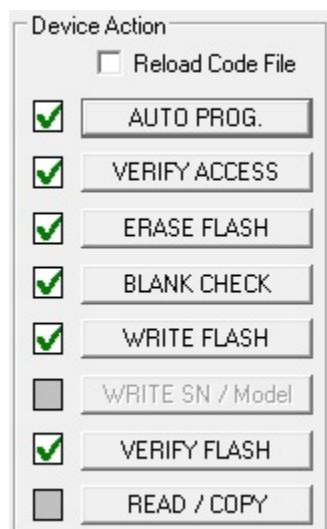 Device Action
Reload Code File
AUTO PROG.
VERIFY ACCESS
ERASE FLASH
BLANK CHECK
WRITE FLASH
WRITE SN / Model
VERIFY FLASH
READ / COPY